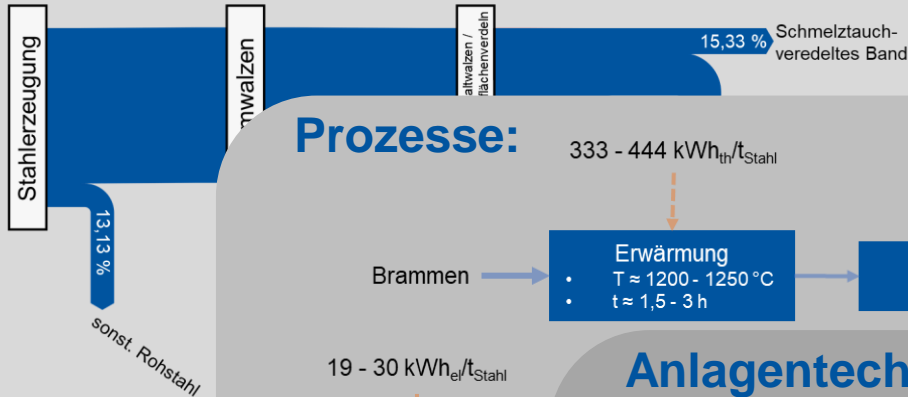 Stahlerzeugung
mwalzen
altwalzen /
flächenverdeln
15,33 %
Schmelztauch-
veredeltes Band
13,13 %
sonst. Rohstahl
Prozesse:
333 - 444 kWhth/tStahl
Brammen
Erwärmung
• T ≈ 1200 - 1250 °C
• t ≈ 1,5 - 3 h
19 - 30 kWhel/tStahl
Anlagentech